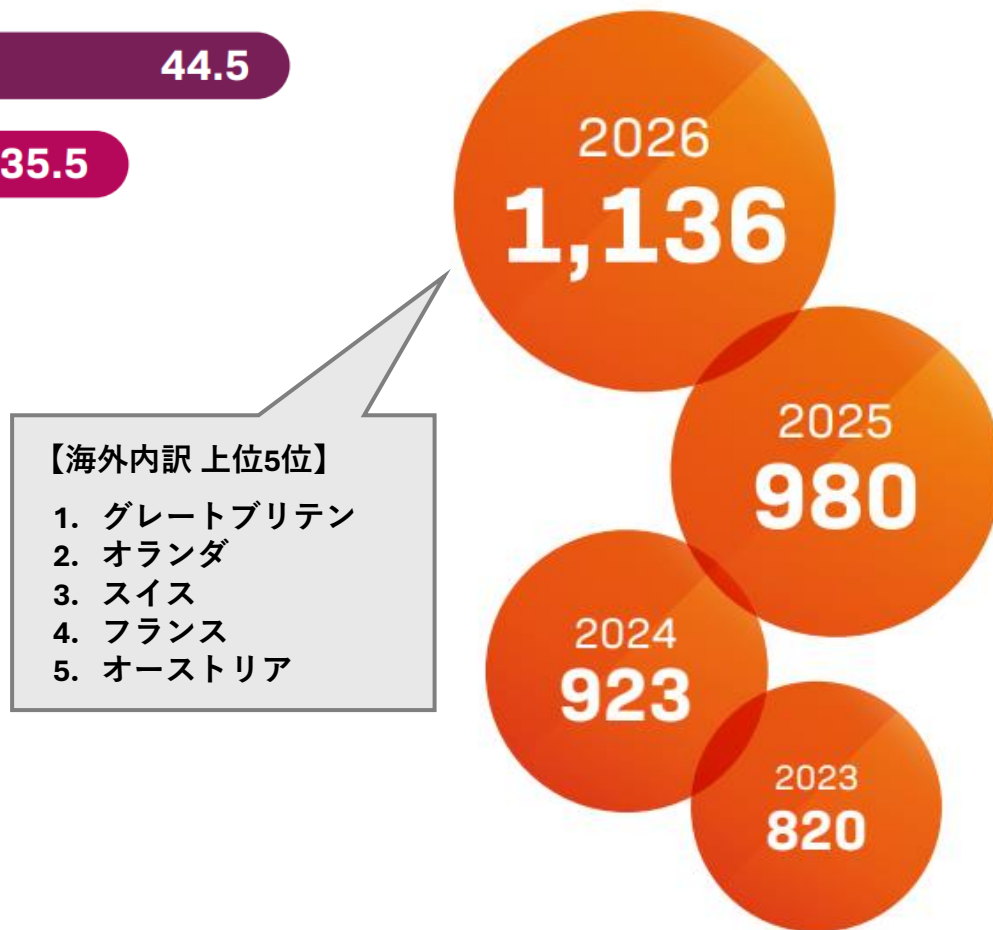 44.5
35.5
2026
1,136
2025
980
【海外内訳 上位5位】
1. グレートブリテン
2. オランダ
3. スイス
4. フランス
5. オーストリア
2024
923
2023
820